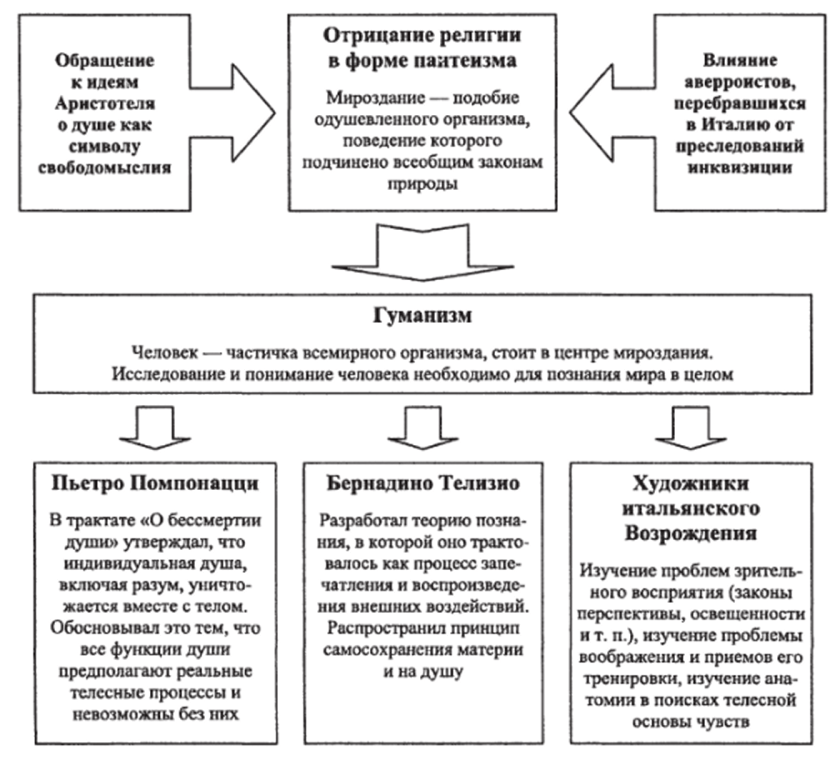 Обращение
к идеям
Аристотеля
о душе как
символу
свободомыслия
Отрицание религии
в форме пантеизма
Мироздание — подобие
одушевленного организма,
поведение которого
подчинено всеобщим законам
природы
Влияние
аверроистов,
перебравшихся
в Италию от
преследований
инквизиции
Гуманизм
Человек — частичка всемирного организма, стоит в центре мироздания.
Исследование и понимание человека необходимо для познания мира в целом
Пьетро Помпонацци
В трактате «О бессмертии
души» утверждал, что
индивидуальная душа,
включая разум, уничто-
жается вместе с телом.
Обосновывал это тем, что
все функции души
предполагают реальные
телесные процессы и
невозможны без них
Бернадино Телизио
Разработал теорию позна-
ния, в которой оно тракто-
валось как процесс запе-
чатления и воспроизведе-
ния внешних воздействий.
Распространил принцип
самосохранения материи
и на душу
Художники
итальянского
Возрождения
Изучение проблем зритель-
ного восприятия (законы
перспективы, освещенности
и т. п.), изучение проблемы
воображения и приемов его
тренировки, изучение ана-
томии в поисках телесной
основы чувств